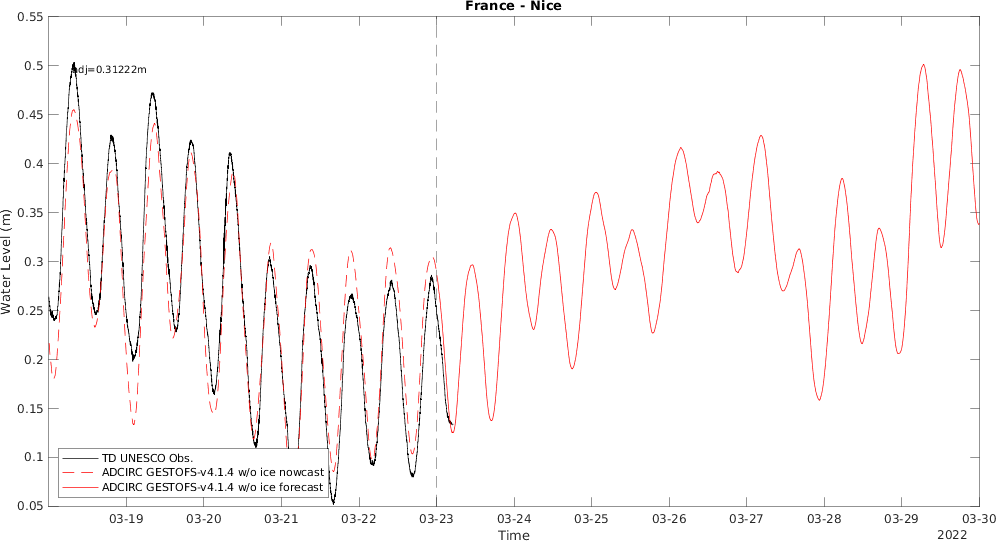 France - Nice
0.55
0.5
0.45
0.4
0.35
0.3
0.25
0.2
0.15
0.1
0.05
Water Level (m)
adj=0.31222m
TD UNESCO Obs.
ADCIRC GESTOFS-v4.1.4 w/o ice nowcast
ADCIRC GESTOFS-v4.1.4 w/o ice forecast
03-19 03-20 03-21 03-22 03-23 03-24 03-25 03-26 03-27 03-28 03-29 03-30
Time
2022